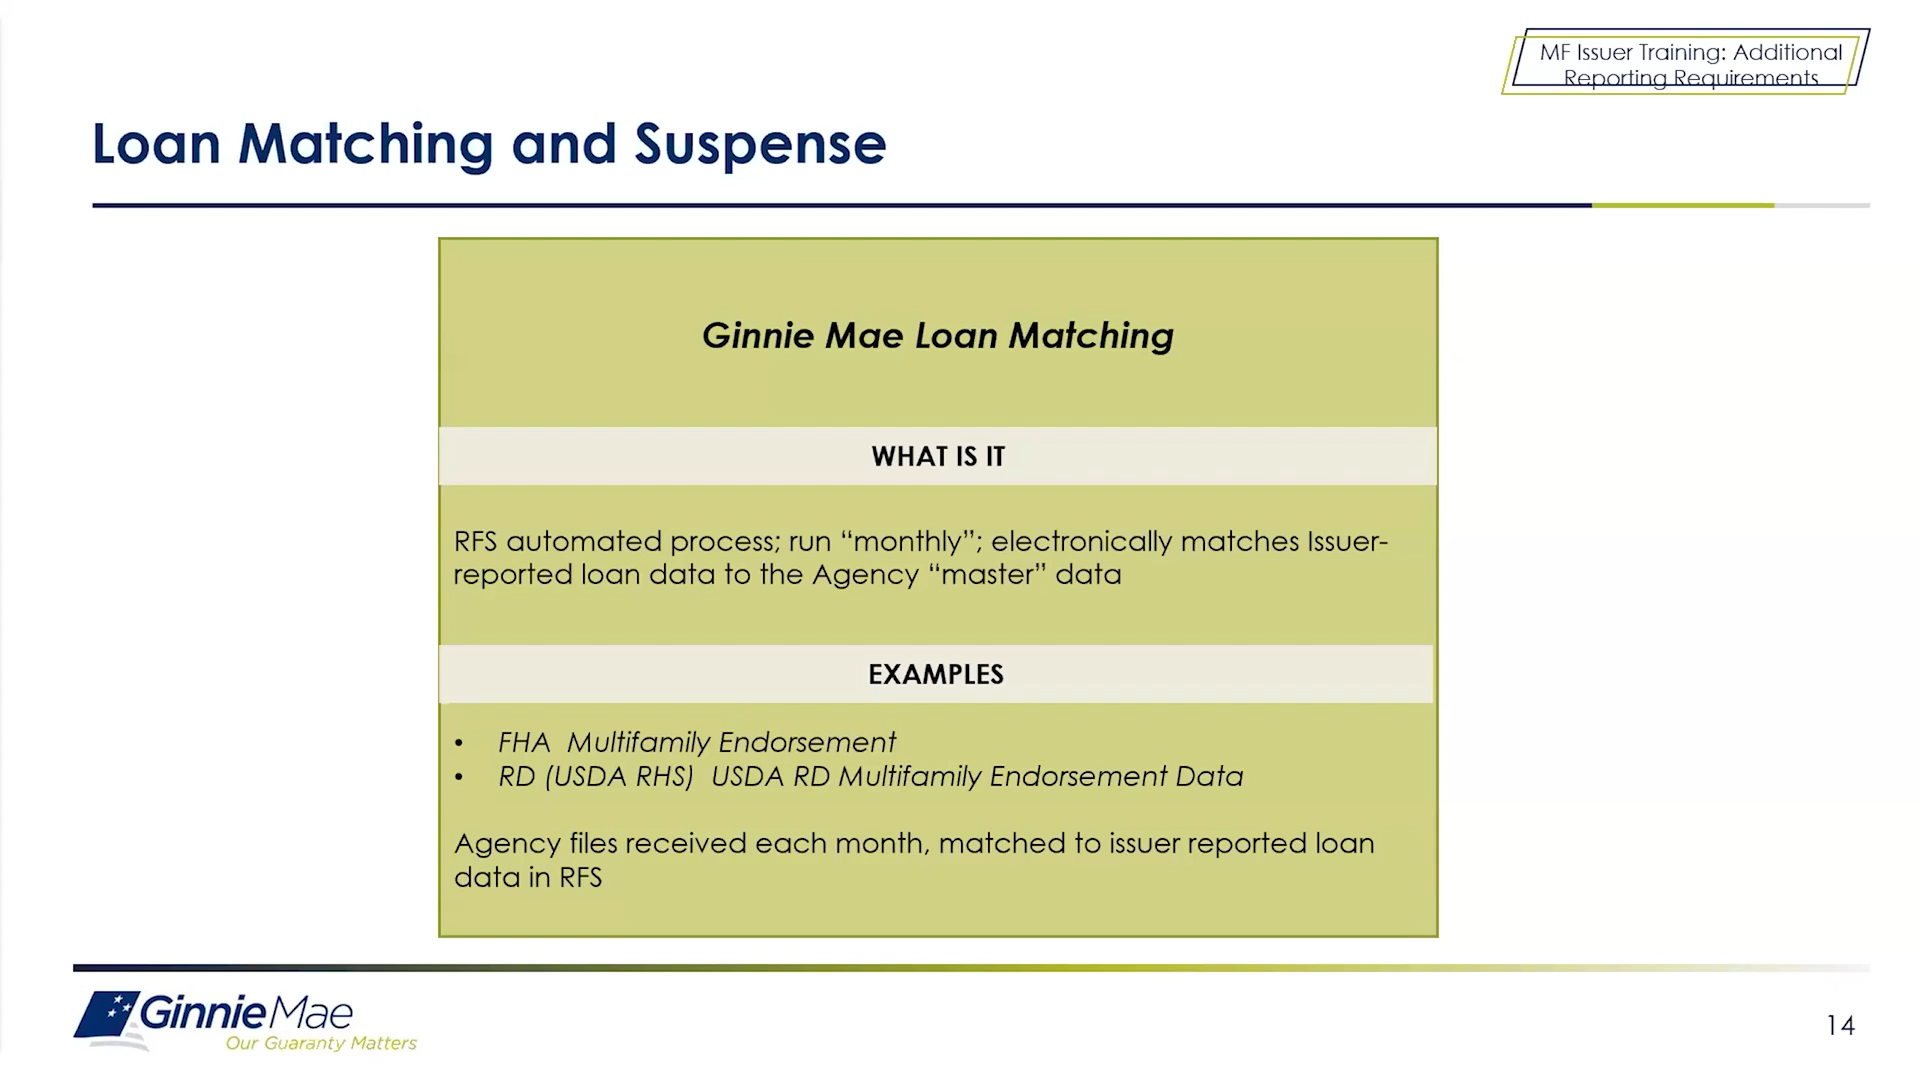 MF Issuer Training: Additional
Reporting Requirements
Loan Matching and Suspense
Ginnie Mae Loan Matching
WHAT IS IT
RFS automated process; run “monthly”; electronically matches Issuer-
reported loan data to the Agency “master” data
EXAMPLES
• FHA  Multifamily Endorsement
• RD (USDA RHS)  USDA RD Multifamily Endorsement Data
Agency files received each month, matched to issuer reported loan
data in RFS
GinnieMae
Our Guaranty Matters
14